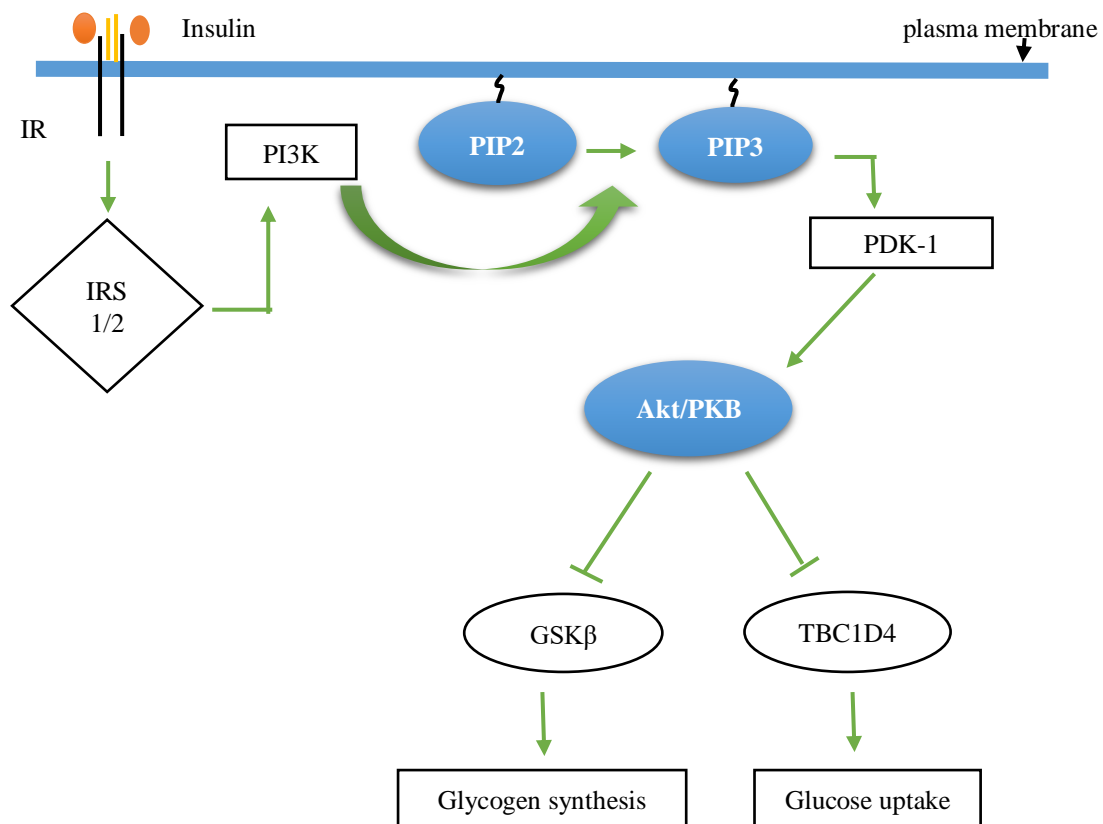 Insulin
plasma membrane
IR
PI3K
PIP2
PIP3
PDK-1
IRS
1/2
Akt/PKB
GSKβ
TBC1D4
Glycogen synthesis
Glucose uptake